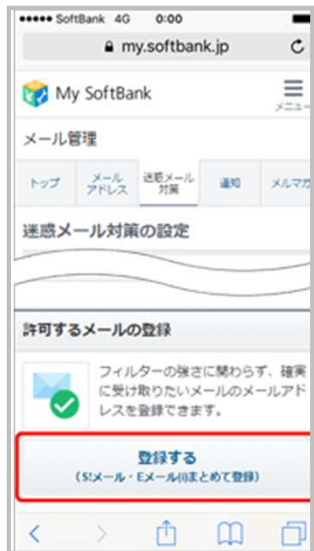 SoftBank 4G 0:00
my.softbank.jp
My SoftBank
メニュー
メール管理
トップ
メール
アドレス
迷惑メール
対策
通知
メルマガ
迷惑メール対策の設定
許可するメールの登録
フィルターの強さに関わらず、確実
に受け取りたいメールのメールアド
レスを登録できます。
登録する
(S!メール・Eメール(i)まとめて登録)